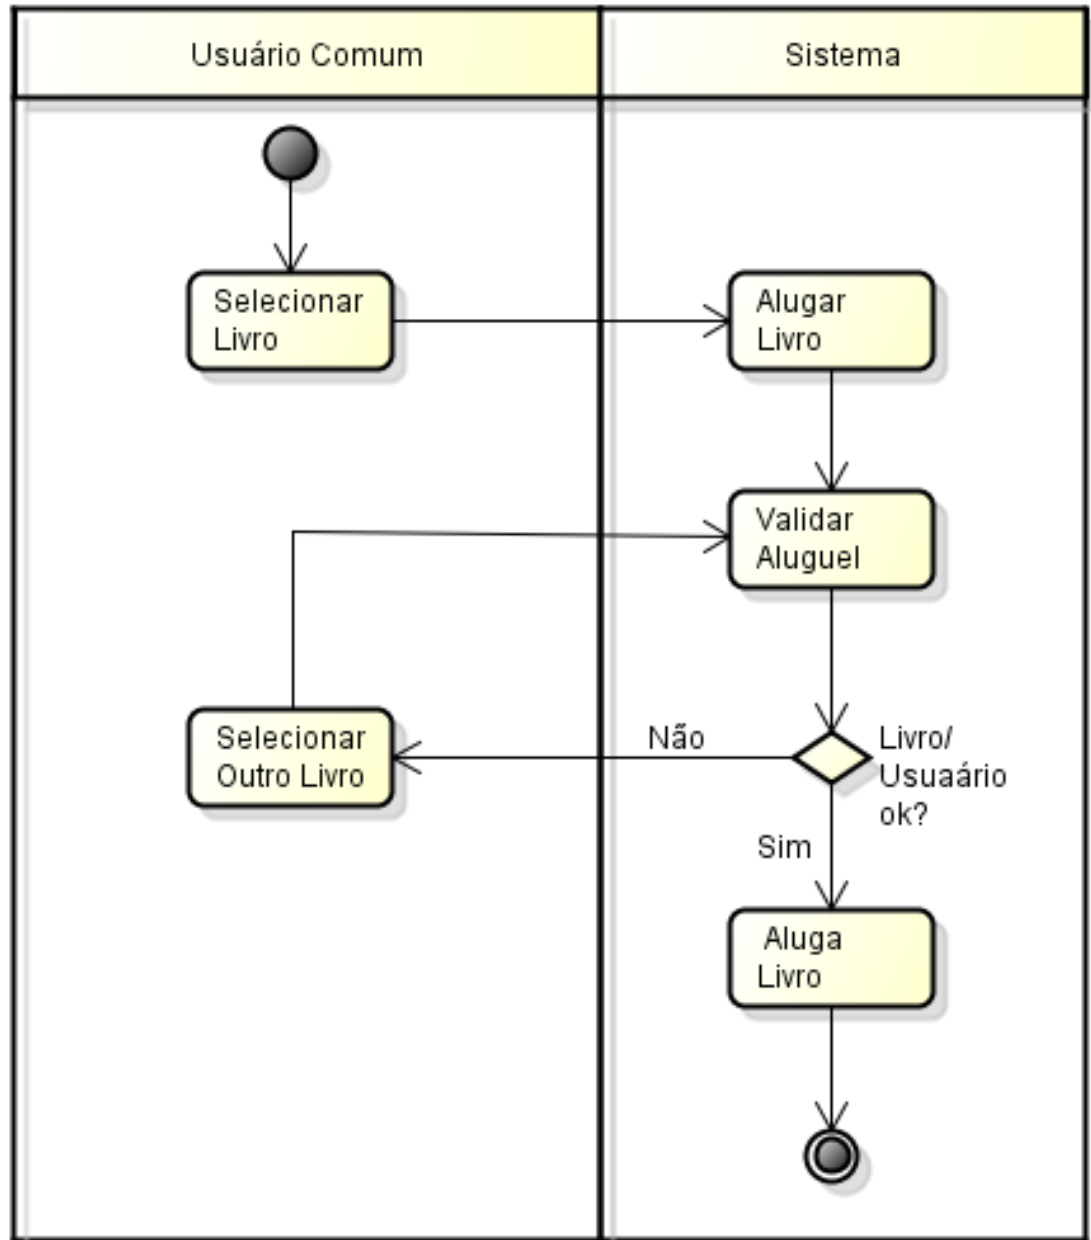 Usuário Comum
Sistema
Selecionar
Livro
Alugar
Livro
Validar
Aluguel
Selecionar
Outro Livro
Não
Livro/
Usuaário
ok?
Sim
Aluga
Livro